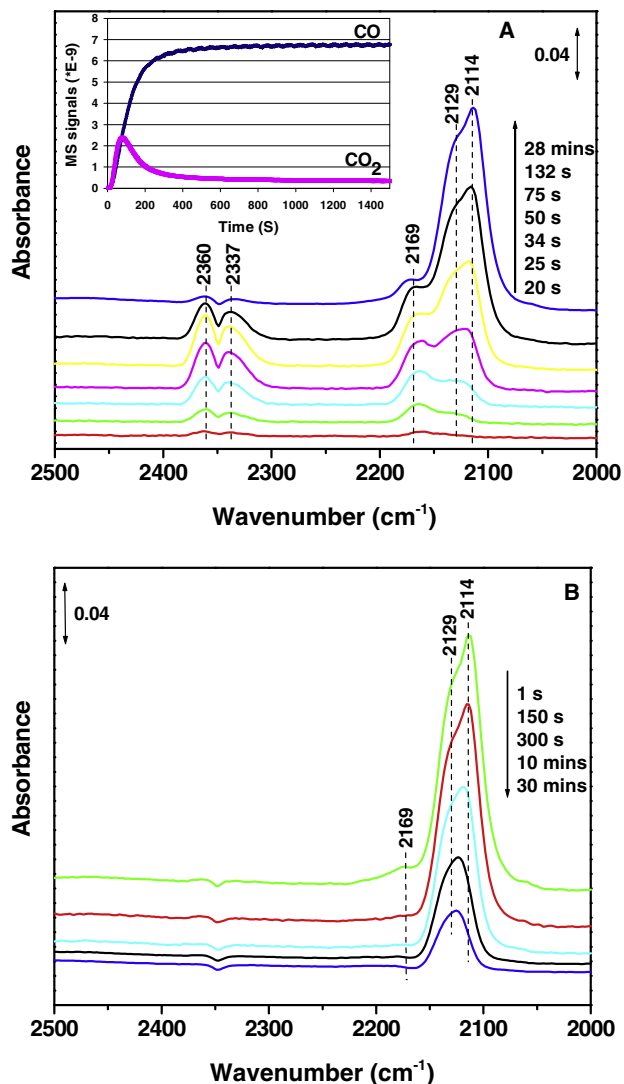 A
0.04
8
7
6
5
4
3
2
1
0
MS signals (*E-9)
CO
CO2
0 200 400 600 800 1000 1200 1400
Time (S)
2360
2337
2169
2129
2114
28 mins
132 s
75 s
50 s
34 s
25 s
20 s
Absorbance
2500 2400 2300 2200 2100 2000
Wavenumber (cm-1)
B
0.04
2169
2129
2114
1 s
150 s
300 s
10 mins
30 mins
Absorbance
2500 2400 2300 2200 2100 2000
Wavenumber (cm-1)